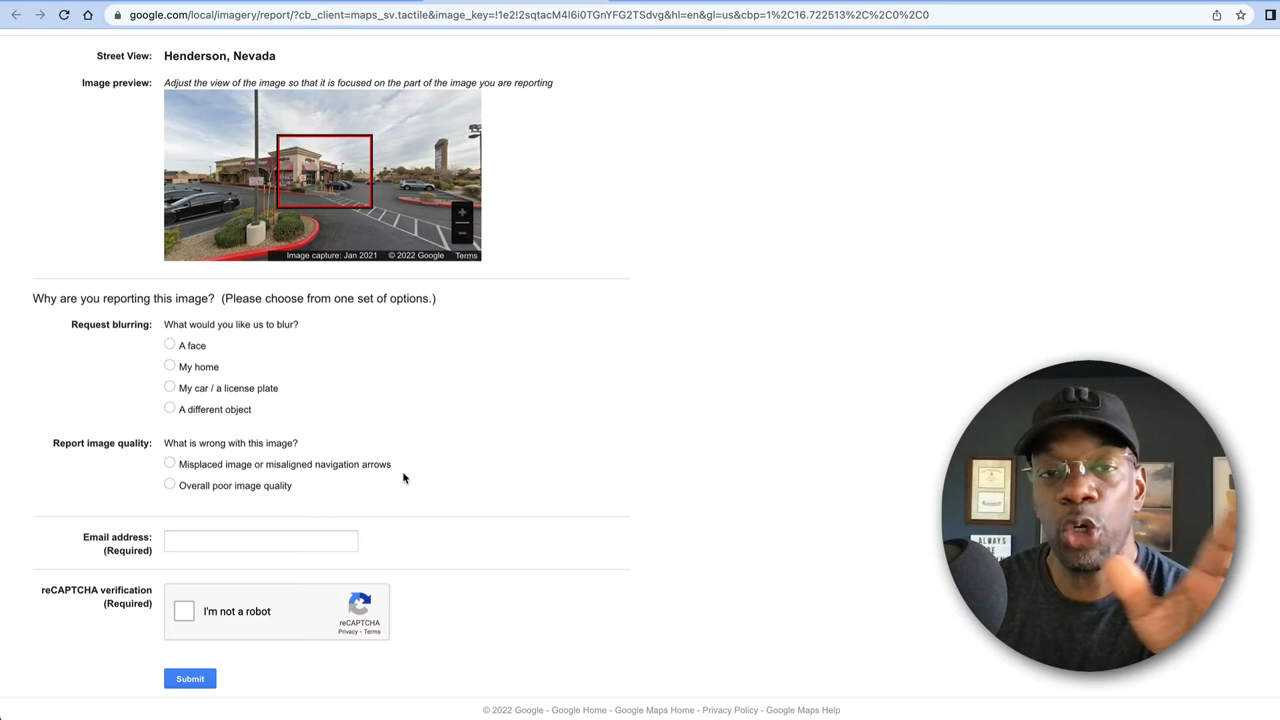 google.com/local/imagery/report/?cb_client=maps_sv.tactile&image_key=!1e2!2sqtacM4I6i0TGnYFG2TSdvg&hl=en&gl=us&cbp=1%2C16.722513%2C%2C0%2C0
Street View: Henderson, Nevada
Image preview: Adjust the view of the image so that it is focused on the part of the image you are reporting
Image capture: Jan 2021 © 2022 Google Terms
Why are you reporting this image? (Please choose from one set of options.)
Request blurring: What would you like us to blur?
A face
My home
My car / a license plate
A different object
Report image quality: What is wrong with this image?
Misplaced image or misaligned navigation arrows
Overall poor image quality
Email address:
(Required)
reCAPTCHA verification
(Required)
I'm not a robot
reCAPTCHA
Privacy - Terms
ALWAYS
Submit
© 2022 Google - Google Home - Google Maps Home - Privacy Policy - Google Maps Help